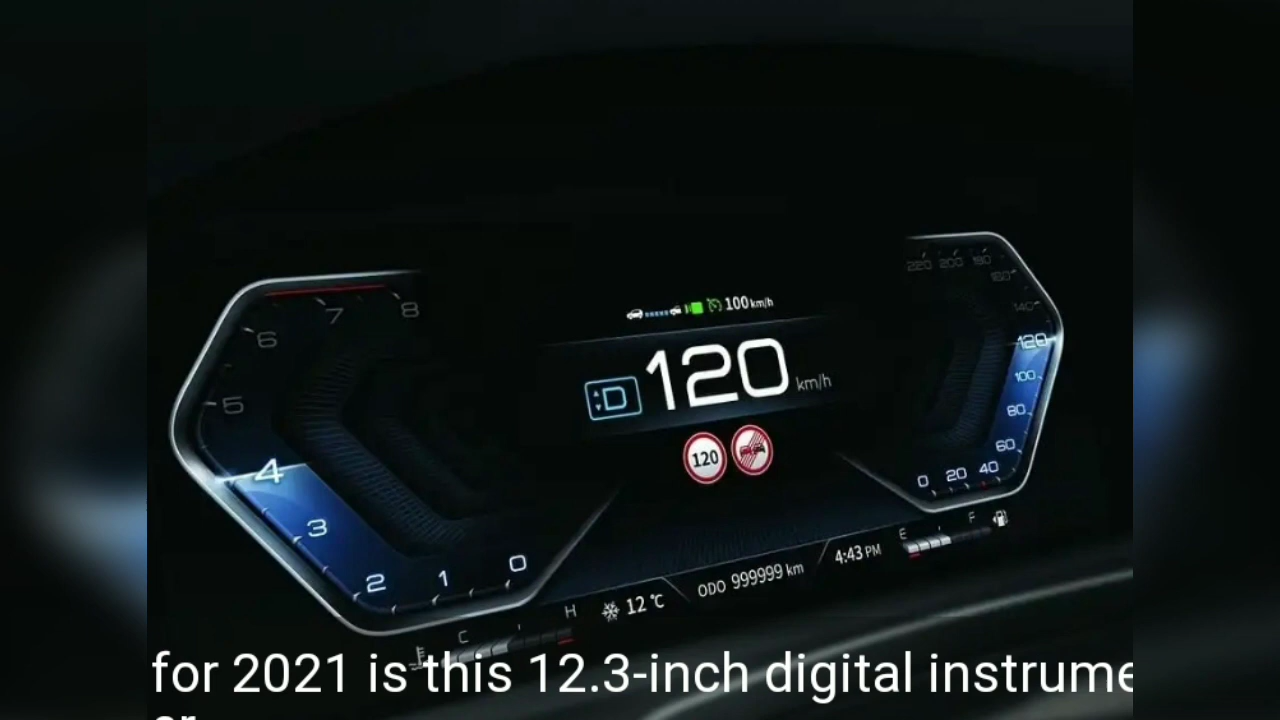 100 km/h
D 120 km/h
120
8
7
6
5
4
3
2
1
0
220 200 180
160
140
120
100
80
60
0 20 40
C H
12 °C
ODO 999999 km
4:43 PM
E F
for 2021 is this 12.3-inch digital instrume